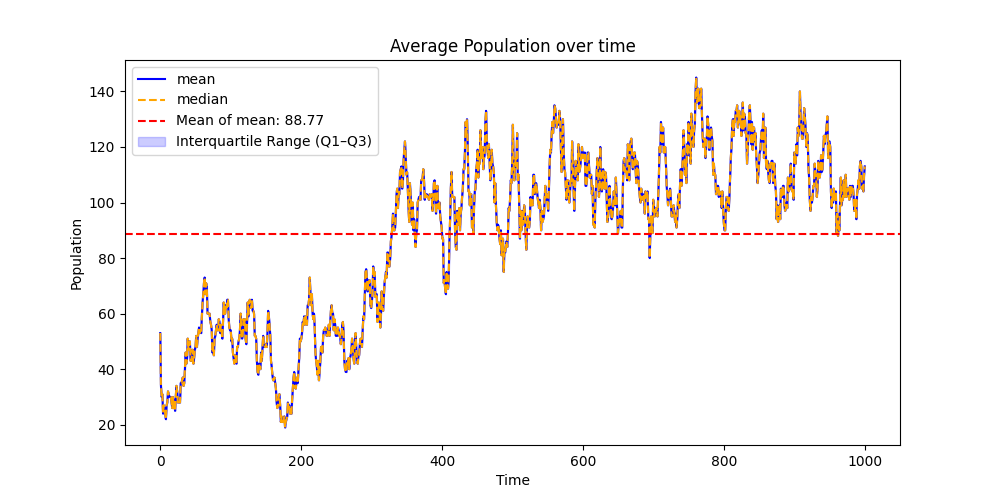 Average Population over time
mean
median
Mean of mean: 88.77
Interquartile Range (Q1–Q3)
Population
140
120
100
80
60
40
20
0
200
400
600
800
1000
Time